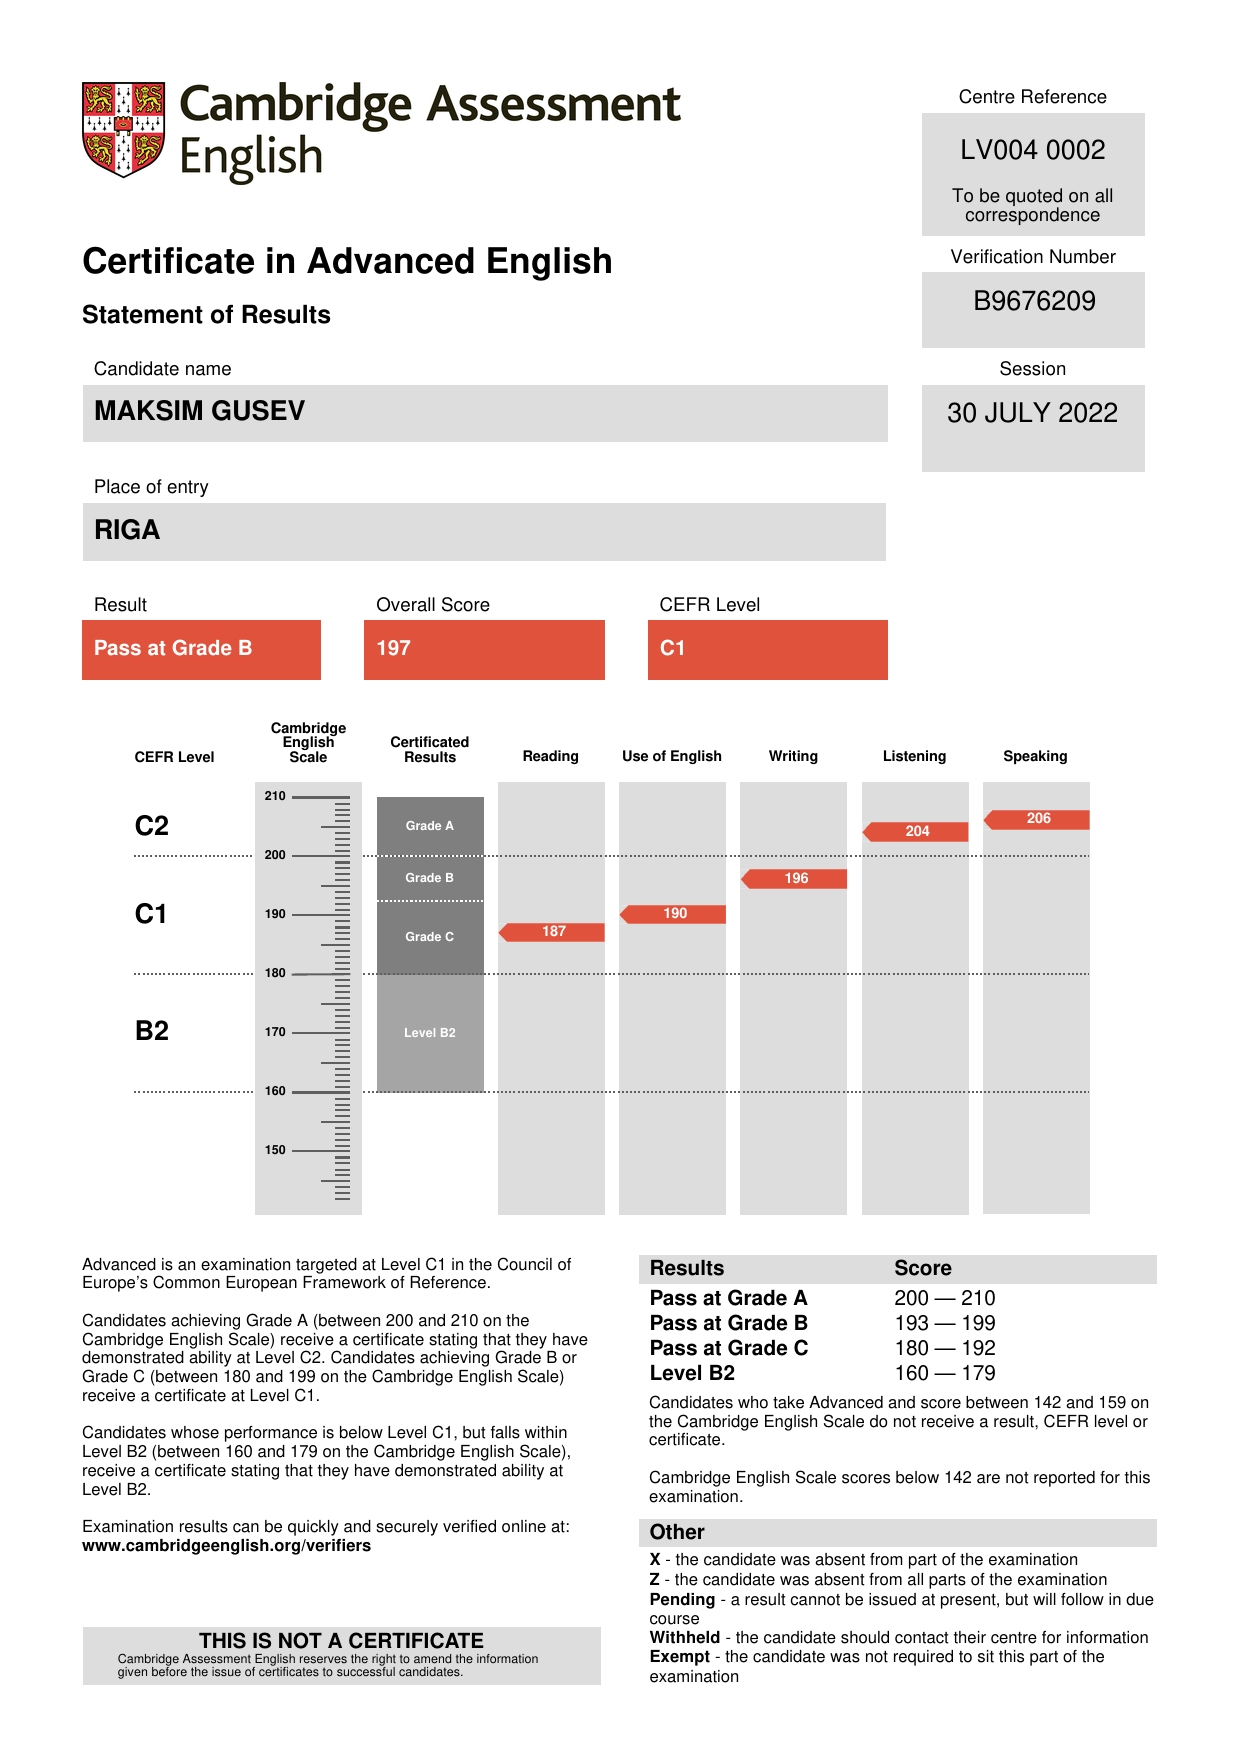 Cambridge Assessment
English
Centre Reference
LV004 0002
To be quoted on all
correspondence
Certificate in Advanced English
Verification Number
B9676209
Statement of Results
Candidate name
MAKSIM GUSEV
Session
30 JULY 2022
Place of entry
RIGA
Result
Overall Score
CEFR Level
Pass at Grade B
197
C1
CEFR Level
Cambridge
English
Scale
Certificated
Results
Reading
Use of English
Writing
Listening
Speaking
C2
C1
B2
210
200
190
180
170
160
150
Grade A
Grade B
Grade C
Level B2
187
190
196
204
206
Advanced is an examination targeted at Level C1 in the Council of
Europe's Common European Framework of Reference.
Candidates achieving Grade A (between 200 and 210 on the
Cambridge English Scale) receive a certificate stating that they have
demonstrated ability at Level C2. Candidates achieving Grade B or
Grade C (between 180 and 199 on the Cambridge English Scale)
receive a certificate at Level C1.
Candidates whose performance is below Level C1, but falls within
Level B2 (between 160 and 179 on the Cambridge English Scale),
receive a certificate stating that they have demonstrated ability at
Level B2.
Examination results can be quickly and securely verified online at:
www.cambridgeenglish.org/verifiers
THIS IS NOT A CERTIFICATE
Cambridge Assessment English reserves the right to amend the information
given before the issue of certificates to successful candidates.
Results Score
Pass at Grade A 200 — 210
Pass at Grade B 193 — 199
Pass at Grade C 180 — 192
Level B2 160 — 179
Candidates who take Advanced and score between 142 and 159 on
the Cambridge English Scale do not receive a result, CEFR level or
certificate.
Cambridge English Scale scores below 142 are not reported for this
examination.
Other
X - the candidate was absent from part of the examination
Z - the candidate was absent from all parts of the examination
Pending - a result cannot be issued at present, but will follow in due
course
Withheld - the candidate should contact their centre for information
Exempt - the candidate was not required to sit this part of the
examination